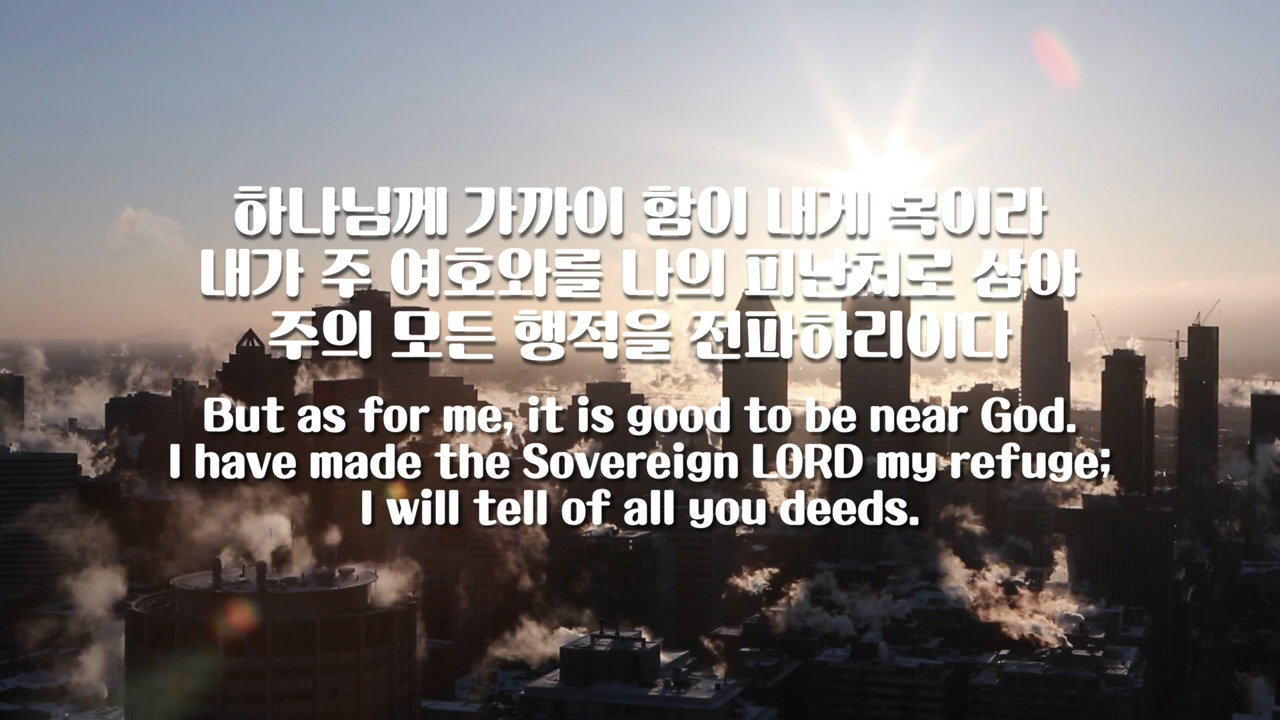 하나님께 가까이 함이 내게 복이라
내가 주 여호와를 나의 피난처로 삼아
주의 모든 행적을 전파하리이다
But as for me, it is good to be near God.
I have made the Sovereign LORD my refuge;
I will tell of all you deeds.